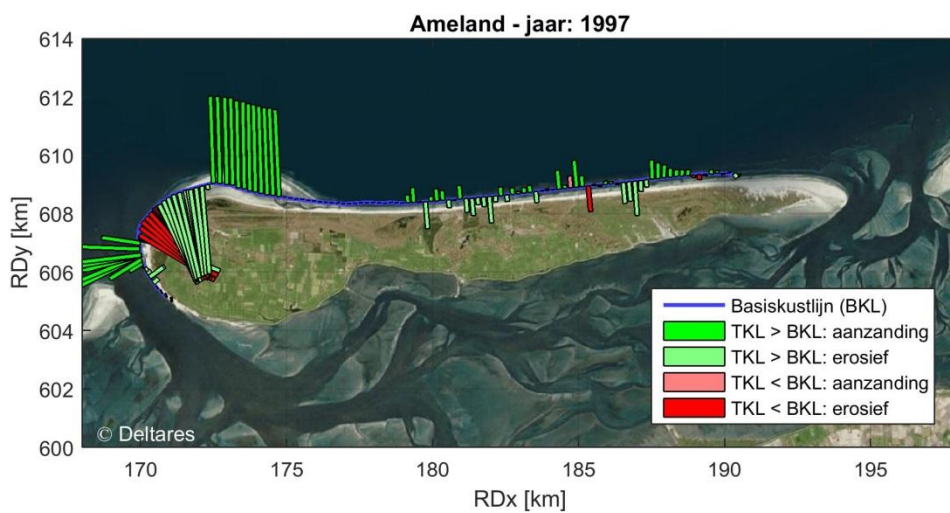 Ameland - jaar: 1997
614
612
610
608
606
604
602
600
RDy [km]
Basiskustlijn (BKL)
TKL > BKL: aanzanding
TKL > BKL: erosief
TKL < BKL: aanzanding
TKL < BKL: erosief
© Deltares
170 175 180 185 190 195
RDx [km]